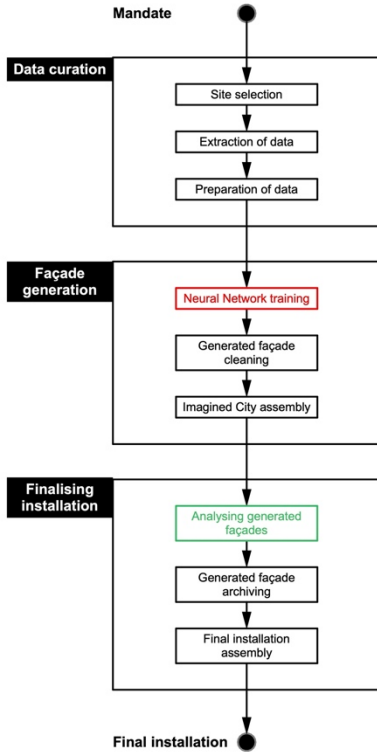 Mandate
Data curation
Site selection
Extraction of data
Preparation of data
Façade
generation
Neural Network training
Generated façade
cleaning
Imagined City assembly
Finalising
installation
Analysing generated
façades
Generated façade
archiving
Final installation
assembly
Final installation